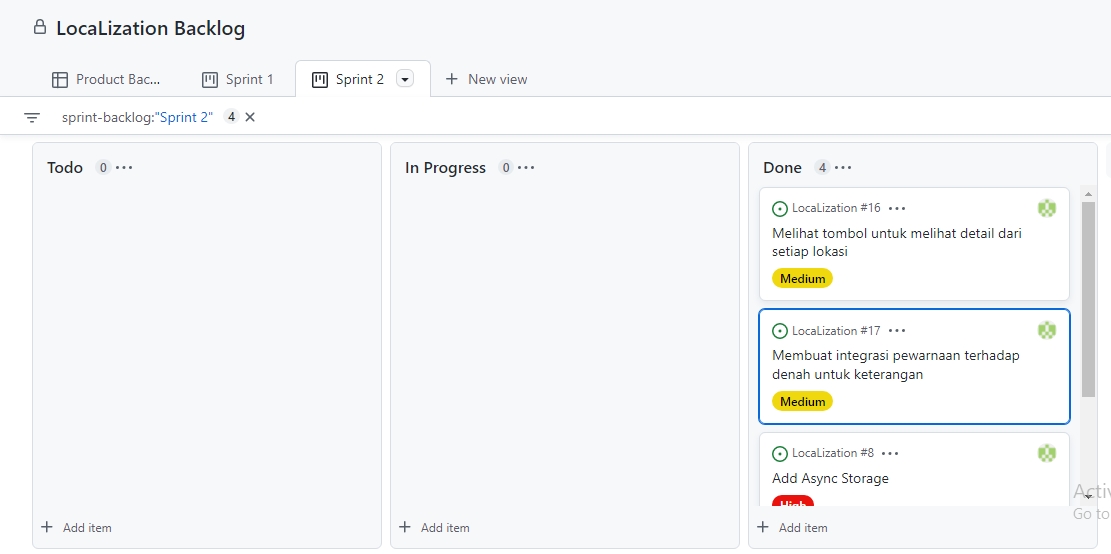 LocaLization Backlog
Product Bac...
Sprint 1
Sprint 2
New view
sprint-backlog:"Sprint 2" 4
Todo 0
In Progress 0
Done 4
LocaLization #16
Melihat tombol untuk melihat detail dari
setiap lokasi
Medium
LocaLization #17
Membuat integrasi pewarnaan terhadap
denah untuk keterangan
Medium
LocaLization #8
Add Async Storage
High
Add item
Add item
Add item
Activ
Go to